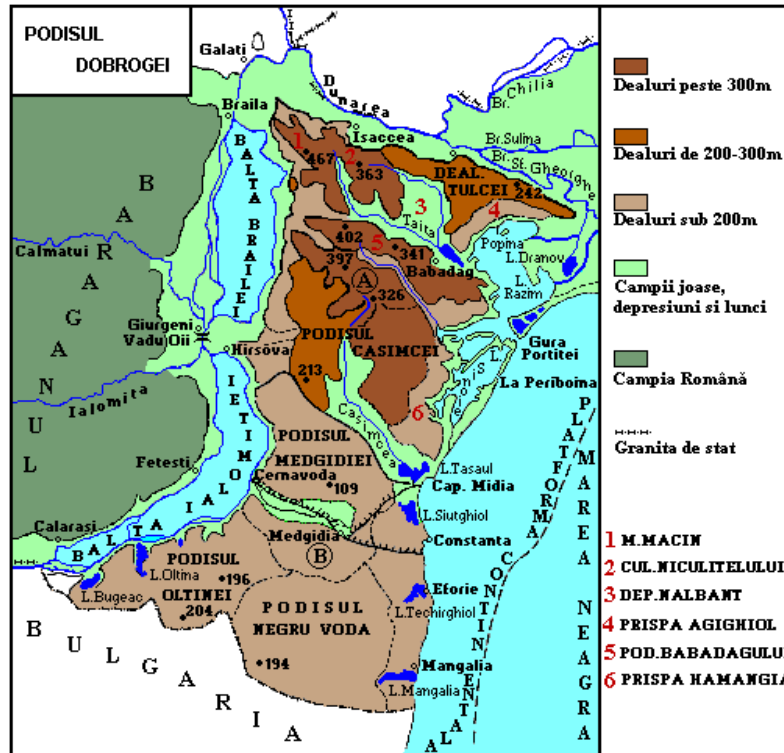 PODISUL
DOBROGEI
Galati
Braila
Dunarea
Br. Chilia
Isaccea
Br.Sulina
Br.St.Gheorghe
BALTA BRAILEI
1
467
2
363
DEAL.
TULCEI
242
3
4
Taita
402
5
341
397
Babadag
A
326
Popina
L.Dranov
L.
Razim
BARAGANUL
Calmatui
Giurgeni
Vadu Oii
Hirsova
PODISUL
CASIMCEI
213
Gura
Portitei
L. Sinoe
La Periboina
6
Ialomita
Casimcea
PODISUL
MEDGIDIEI
109
L.Tasaul
Cap. Midia
Fetesti
Cernavoda
L.Siutghiol
BALTA IALOMITEI
Calarasi
Medgidia
B
Constanta
PODISUL
OLTINEI
196
204
L.Oltina
L.Bugeac
Eforie
L.Techirghiol
PODISUL
NEGRU VODA
194
Mangalia
L.Mangalia
BULGARIA
PLATFORMA CONTINENTALA
MAREA NEAGRA
Dealuri peste 300m
Dealuri de 200-300m
Dealuri sub 200m
Campii joase,
depresiuni si lunci
Campia Română
Granita de stat
1 M.MACIN
2 CUL.NICULITELULUI
3 DEP.NALBANT
4 PRISPA AGIGHIOL
5 POD.BABADAGULU
6 PRISPA HAMANGIA